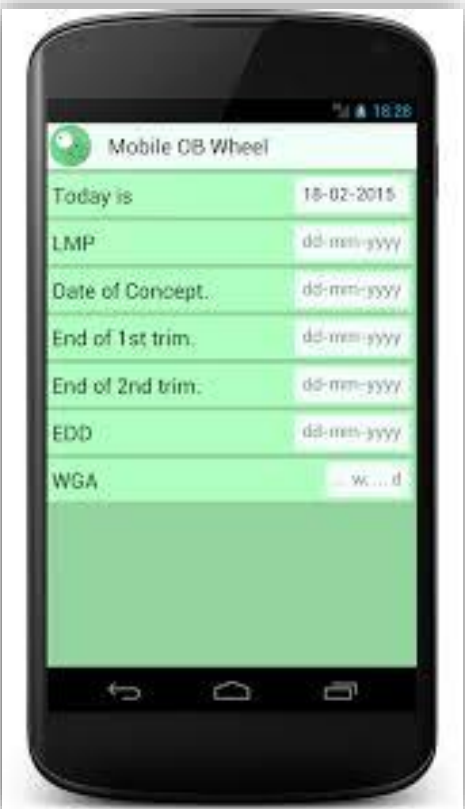 18:28
Mobile OB Wheel
Today is 18-02-2015
LMP dd-mm-yyyy
Date of Concept. dd-mm-yyyy
End of 1st trim. dd-mm-yyyy
End of 2nd trim. dd-mm-yyyy
EDD dd-mm-yyyy
WGA ... w, ... d